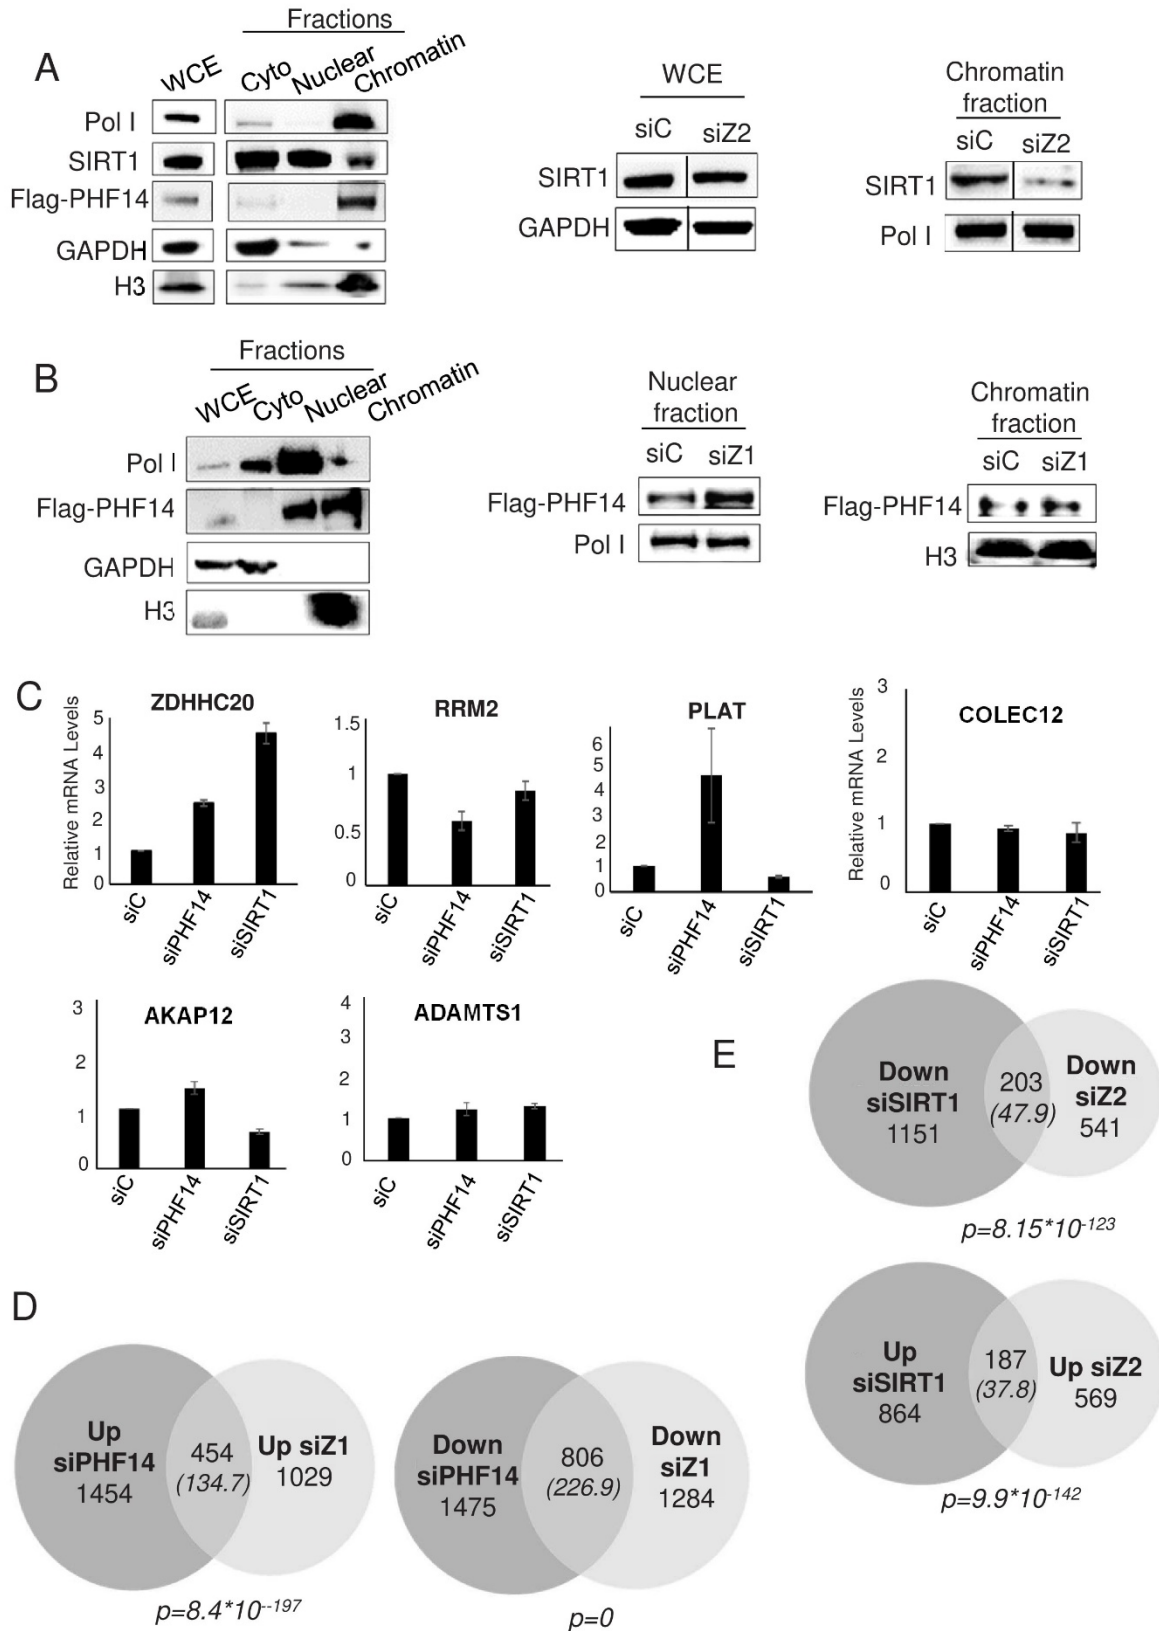 A
Fractions
WCE
Cyto
Nuclear
Chromatin
Pol I
SIRT1
Flag-PHF14
GAPDH
H3
WCE
siC siZ2
SIRT1
GAPDH
Chromatin
fraction
siC siZ2
SIRT1
Pol I
B
Fractions
WCE
Cyto
Nuclear
Chromatin
Pol I
Flag-PHF14
GAPDH
H3
Nuclear
fraction
siC siZ1
Flag-PHF14
Pol I
Chromatin
fraction
siC siZ1
Flag-PHF14
H3
C
Relative mRNA Levels
ZDHHC20
5
4
3
2
1
0
siC
siPHF14
siSIRT1
RRM2
1.5
1
0.5
0
siC
siPHF14
siSIRT1
PLAT
6
5
4
3
2
1
0
siC
siPHF14
siSIRT1
Relative mRNA Levels
COLEC12
3
2
1
0
siC
siPHF14
siSIRT1
AKAP12
3
2
1
0
siC
siPHF14
siSIRT1
ADAMTS1
4
3
2
1
0
siC
siPHF14
siSIRT1
E
Down
siSIRT1
1151
203
(47.9)
Down
siZ2
541
p=8.15*10-123
Up
siSIRT1
864
187
(37.8)
Up siZ2
569
p=9.9*10-142
D
Up
siPHF14
1454
454
(134.7)
Up siZ1
1029
p=8.4*10--197
Down
siPHF14
1475
806
(226.9)
Down
siZ1
1284
p=0